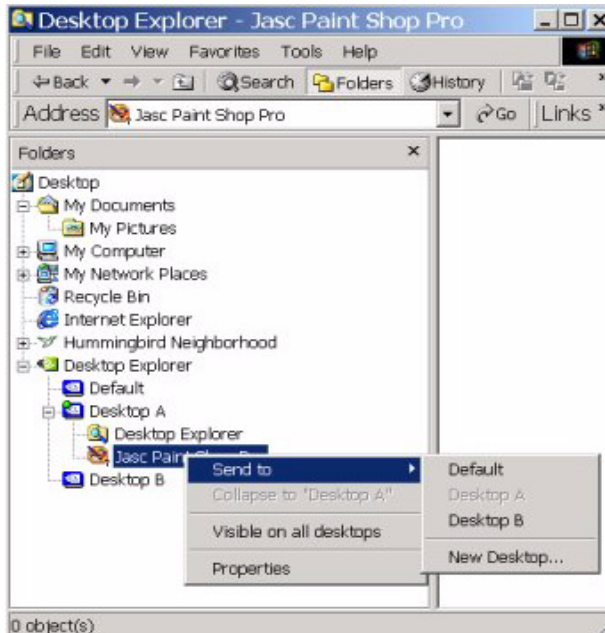 Desktop Explorer - Jasc Paint Shop Pro
File Edit View Favorites Tools Help
Back Search Folders History »
Address Jasc Paint Shop Pro Go Links »
Folders
Desktop
My Documents
My Pictures
My Computer
My Network Places
Recycle Bin
Internet Explorer
Hummingbird Neighborhood
Desktop Explorer
Default
Desktop A
Desktop Explorer
Jasc Paint
Desktop B
Send to
Collapse to "Desktop A"
Visible on all desktops
Properties
Default
Desktop A
Desktop B
New Desktop...
0 object(s)